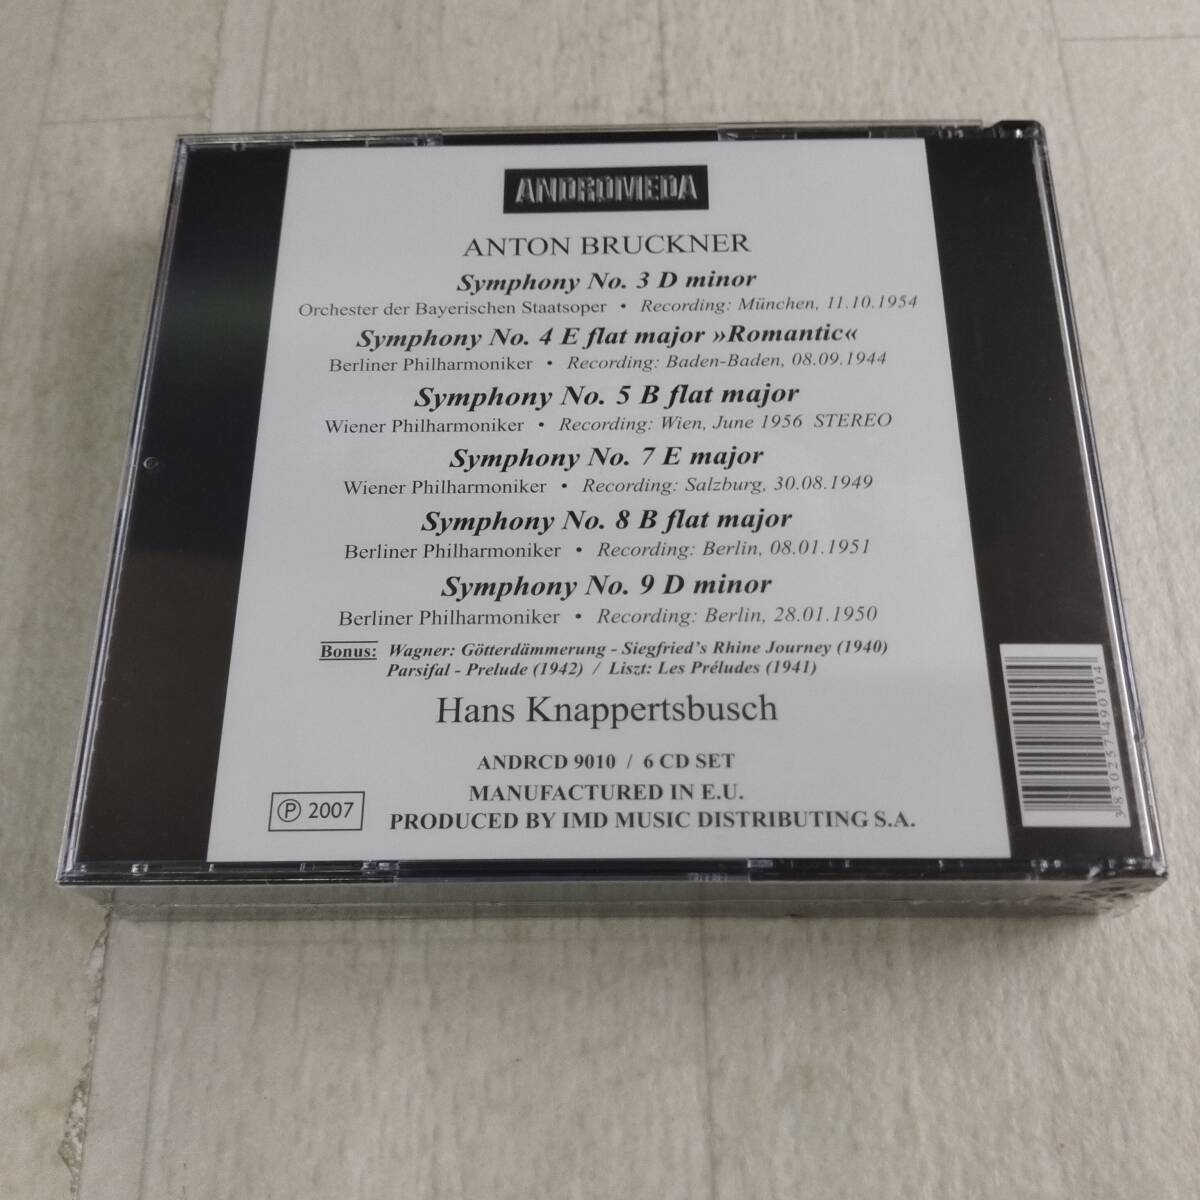 ANDROMEDA
ANTON BRUCKNER
Symphony No. 3 D minor
Orchester der Bayerischen Staatsoper • Recording: München, 11.10.1954
Symphony No. 4 E flat major »Romantic«
Berliner Philharmoniker • Recording: Baden-Baden, 08.09.1944
Symphony No. 5 B flat major
Wiener Philharmoniker • Recording: Wien, June 1956 STEREO
Symphony No. 7 E major
Wiener Philharmoniker • Recording: Salzburg, 30.08.1949
Symphony No. 8 B flat major
Berliner Philharmoniker • Recording: Berlin, 08.01.1951
Symphony No. 9 D minor
Berliner Philharmoniker • Recording: Berlin, 28.01.1950
Bonus: Wagner: Götterdämmerung - Siegfried's Rhine Journey (1940)
Parsifal - Prelude (1942) / Liszt: Les Préludes (1941)
Hans Knappertsbusch
ANDRCD 9010 / 6 CD SET
MANUFACTURED IN E.U.
PRODUCED BY IMD MUSIC DISTRIBUTING S.A.
Ⓟ 2007
3830257490104